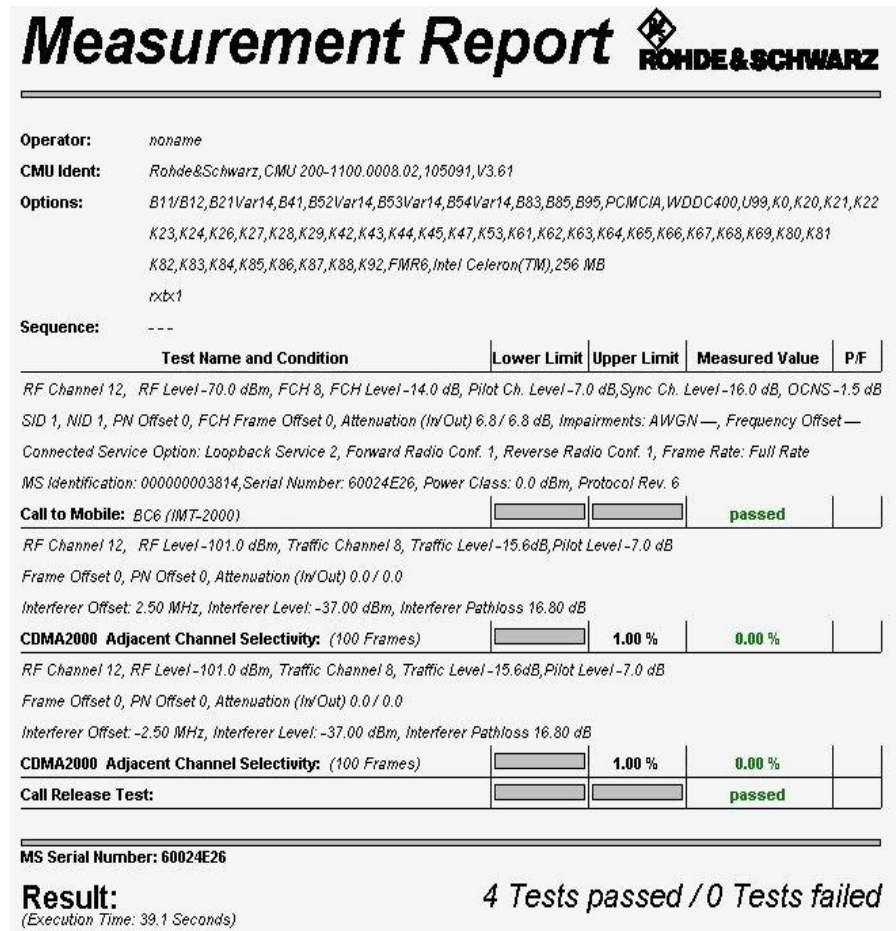 Measurement Report ROHDE&SCHWARZ
Operator: noname
CMU Ident: Rohde&Schwarz,CMU 200-1100.0008.02,105091,V3.61
Options: B11/B12,B21Var14,B41,B52Var14,B53Var14,B54Var14,B83,B85,B95,PCMCIA,WDDC400,U99,K0,K20,K21,K22
K23,K24,K26,K27,K28,K29,K42,K43,K44,K45,K47,K53,K61,K62,K63,K64,K65,K66,K67,K68,K69,K80,K81
K82,K83,K84,K85,K86,K87,K88,K92,FMR6,Intel Celeron(TM),256 MB
rxtx1
Sequence: - - -
Test Name and Condition Lower Limit Upper Limit Measured Value P/F
RF Channel 12, RF Level -70.0 dBm, FCH 8, FCH Level -14.0 dB, Pilot Ch. Level -7.0 dB,Sync Ch. Level -16.0 dB, OCNS -1.5 dB
SID 1, NID 1, PN Offset 0, FCH Frame Offset 0, Attenuation (In/Out) 6.8 / 6.8 dB, Impairments: AWGN —, Frequency Offset —
Connected Service Option: Loopback Service 2, Forward Radio Conf. 1, Reverse Radio Conf. 1, Frame Rate: Full Rate
MS Identification: 000000003814,Serial Number: 60024E26, Power Class: 0.0 dBm, Protocol Rev. 6
Call to Mobile: BC6 (IMT-2000) passed
RF Channel 12, RF Level -101.0 dBm, Traffic Channel 8, Traffic Level -15.6dB,Pilot Level -7.0 dB
Frame Offset 0, PN Offset 0, Attenuation (In/Out) 0.0 / 0.0
Interferer Offset: 2.50 MHz, Interferer Level: -37.00 dBm, Interferer Pathloss 16.80 dB
CDMA2000 Adjacent Channel Selectivity: (100 Frames) 1.00 % 0.00 %
RF Channel 12, RF Level -101.0 dBm, Traffic Channel 8, Traffic Level -15.6dB,Pilot Level -7.0 dB
Frame Offset 0, PN Offset 0, Attenuation (In/Out) 0.0 / 0.0
Interferer Offset: -2.50 MHz, Interferer Level: -37.00 dBm, Interferer Pathloss 16.80 dB
CDMA2000 Adjacent Channel Selectivity: (100 Frames) 1.00 % 0.00 %
Call Release Test: passed
MS Serial Number: 60024E26
Result: 4 Tests passed / 0 Tests failed
(Execution Time: 39.1 Seconds)